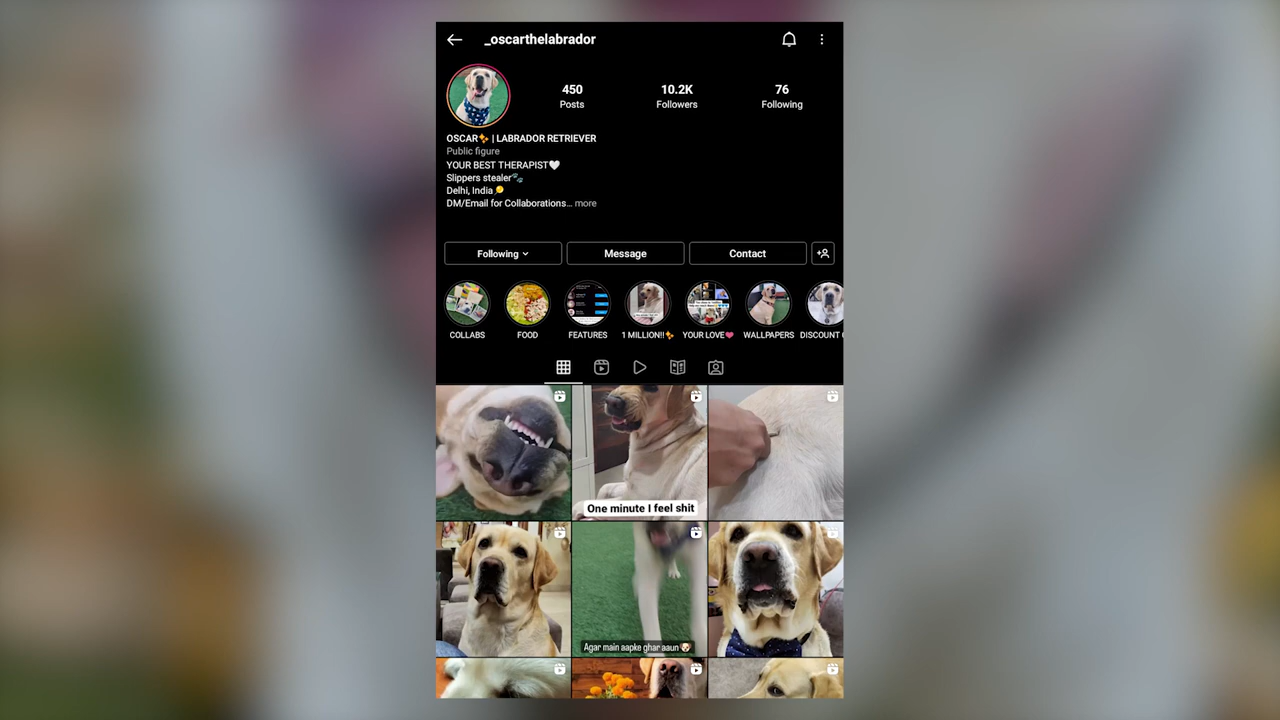 _oscarthelabrador
450
10.2K
76
Posts
Followers
Following
OSCAR✨ | LABRADOR RETRIEVER
Public figure
YOUR BEST THERAPIST🤍
Slippers stealer🐾
Delhi, India📍
DM/Email for Collaborations... more
Following
Message
Contact
COLLABS
FOOD
FEATURES
1 MILLION!!✨
YOUR LOVE❤️
WALLPAPERS
DISCOUNT
One minute I feel shit
Agar main aapke ghar aaun🐶